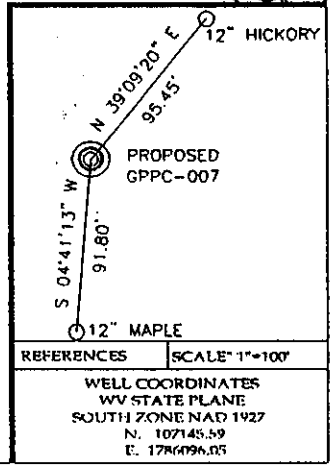 12" HICKORY
N 39°09'20" E
95.45'
PROPOSED
GPPC-007
S 04°41'13" W
91.80'
12" MAPLE
REFERENCES SCALE" 1"=100'
WELL COORDINATES
WV STATE PLANE
SOUTH ZONE NAD 1927
N. 107145.59
E. 1786096.05